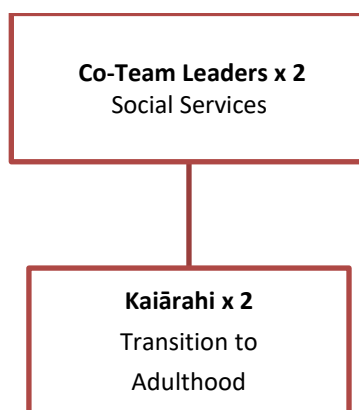 Co-Team Leaders x 2
Social Services
Kaiārahi x 2
Transition to
Adulthood